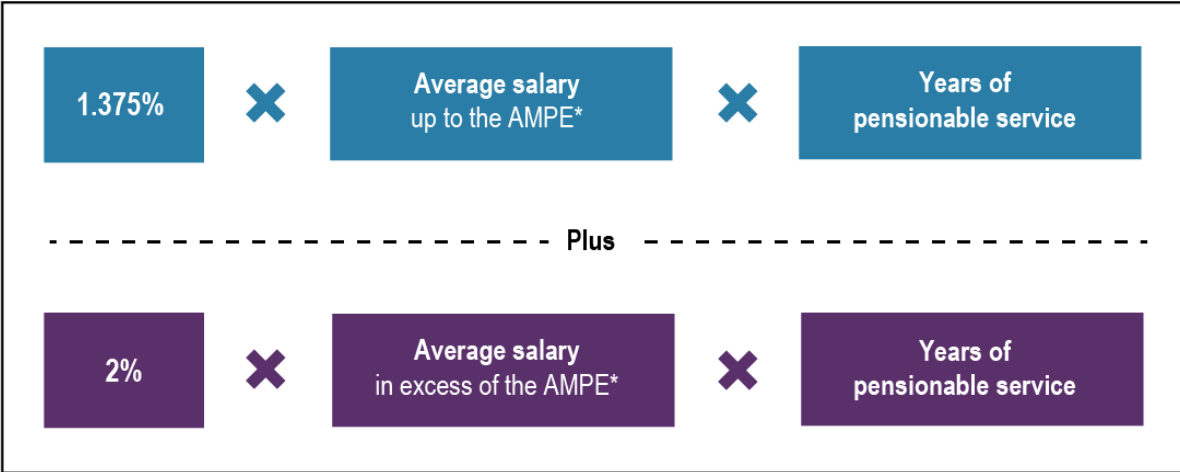 1.375%
Average salary
up to the AMPE*
Years of
pensionable service
Plus
2%
Average salary
in excess of the AMPE*
Years of
pensionable service